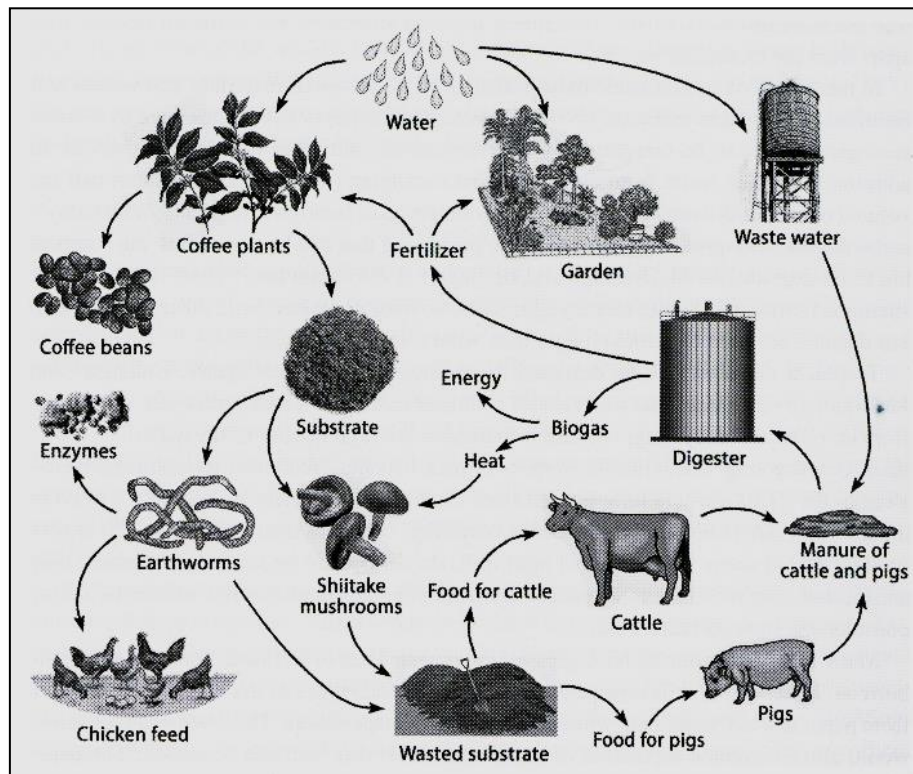 Water
Coffee plants
Fertilizer
Garden
Waste water
Coffee beans
Energy
Substrate
Biogas
Enzymes
Digester
Heat
Earthworms
Shiitake
mushrooms
Food for cattle
Cattle
Manure of
cattle and pigs
Chicken feed
Wasted substrate
Food for pigs
Pigs